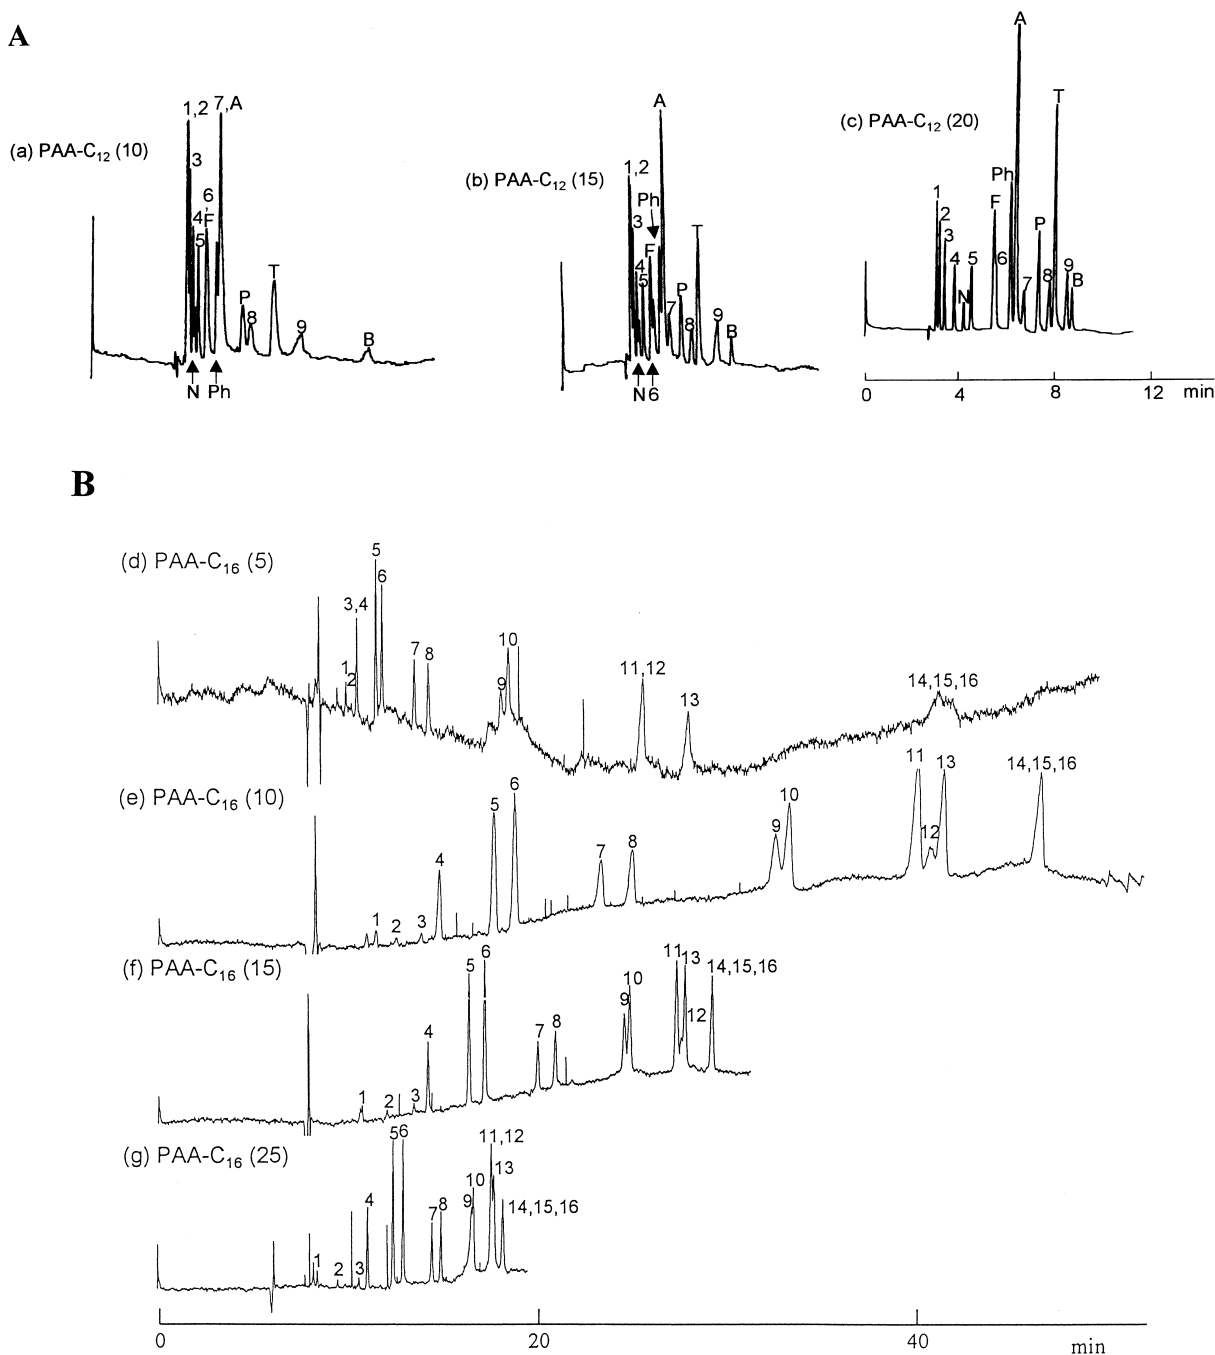 A
(a) PAA-C12 (10)
1,2 7,A
3
6
,
4 F
5
T
P
8
9
B
N Ph
(b) PAA-C12 (15)
A
1,2
Ph
3
F
T
4
5
P
7
8
9
B
N 6
(c) PAA-C12 (20)
A
T
Ph
1
F
2
P
3
4
5
6
9
8
7
B
N
0 4 8 12 min
B
(d) PAA-C16 (5)
5
6
3,4
10
7 8
1
2
9
11,12
13
14,15,16
(e) PAA-C16 (10)
11 13 14,15,16
5 6
10
9
12
8
7
4
1 2 3
(f) PAA-C16 (15)
5 6
11 13 14,15,16
10
9
12
4
7 8
1 2 3
(g) PAA-C16 (25)
5 6
11,12
13
10
9
14,15,16
4
7 8
1 2 3
0 20 40 min